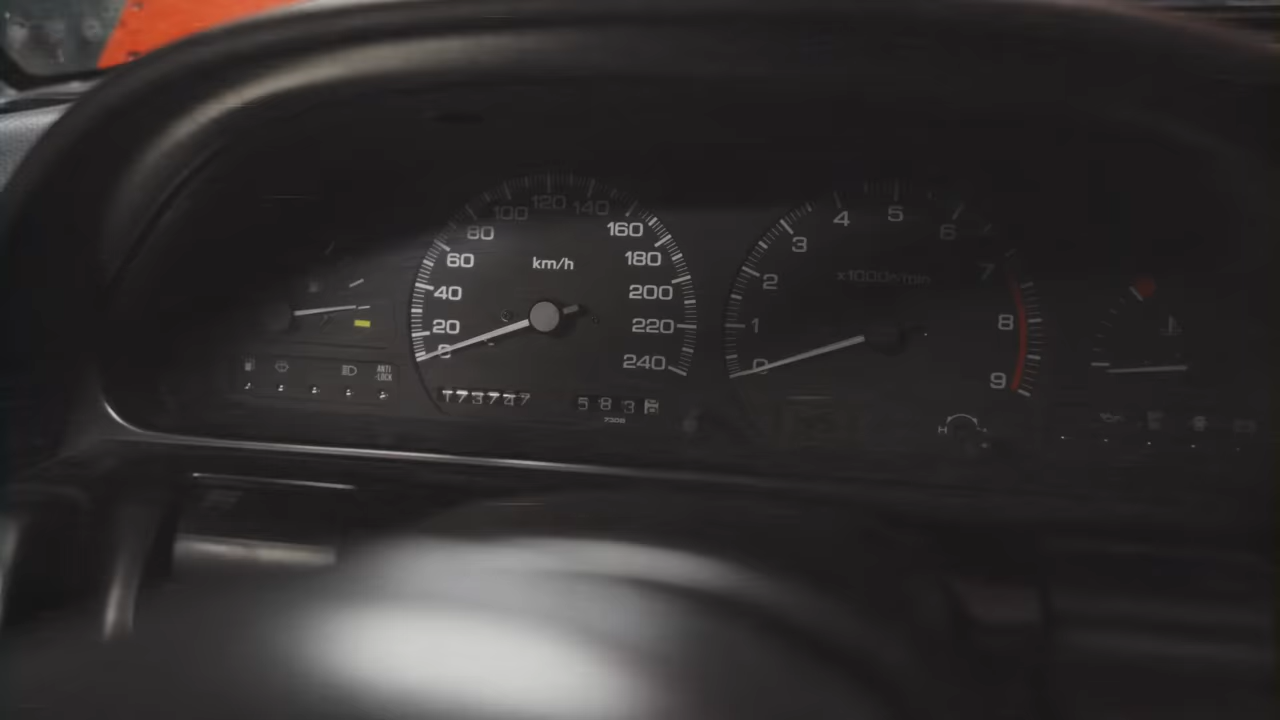 0 20 40 60 80 100 120 140 160 180 200 220 240
km/h
173747
583
0 1 2 3 4 5 6 7 8 9
x1000r/min
ANTI
-LOCK
H